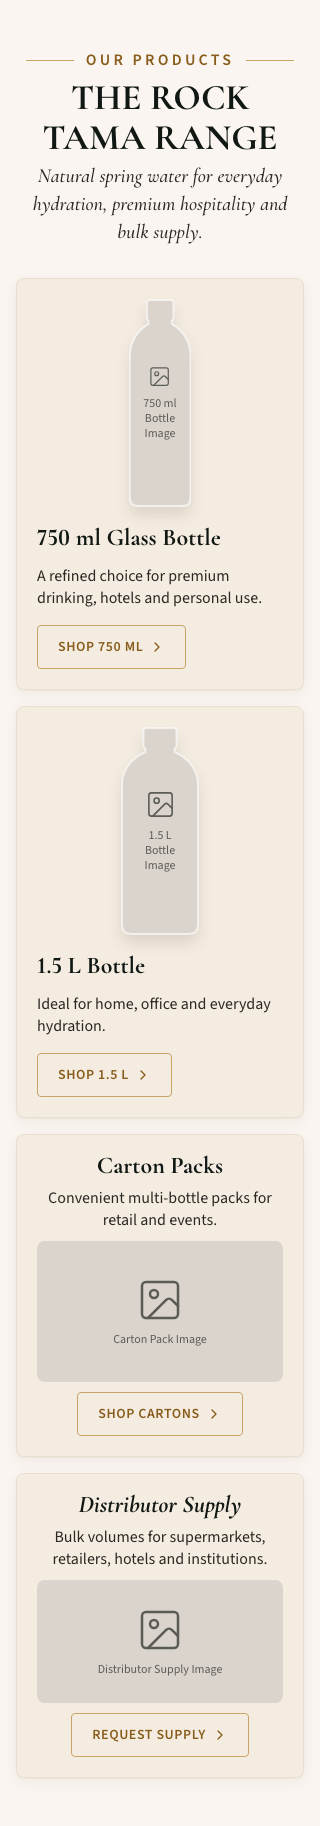 OUR PRODUCTS
THE ROCK
TAMA RANGE
Natural spring water for everyday
hydration, premium hospitality and
bulk supply.
750 ml
Bottle
Image
750 ml Glass Bottle
A refined choice for premium
drinking, hotels and personal use.
SHOP 750 ML
1.5 L
Bottle
Image
1.5 L Bottle
Ideal for home, office and everyday
hydration.
SHOP 1.5 L
Carton Packs
Convenient multi-bottle packs for
retail and events.
Carton Pack Image
SHOP CARTONS
Distributor Supply
Bulk volumes for supermarkets,
retailers, hotels and institutions.
Distributor Supply Image
REQUEST SUPPLY